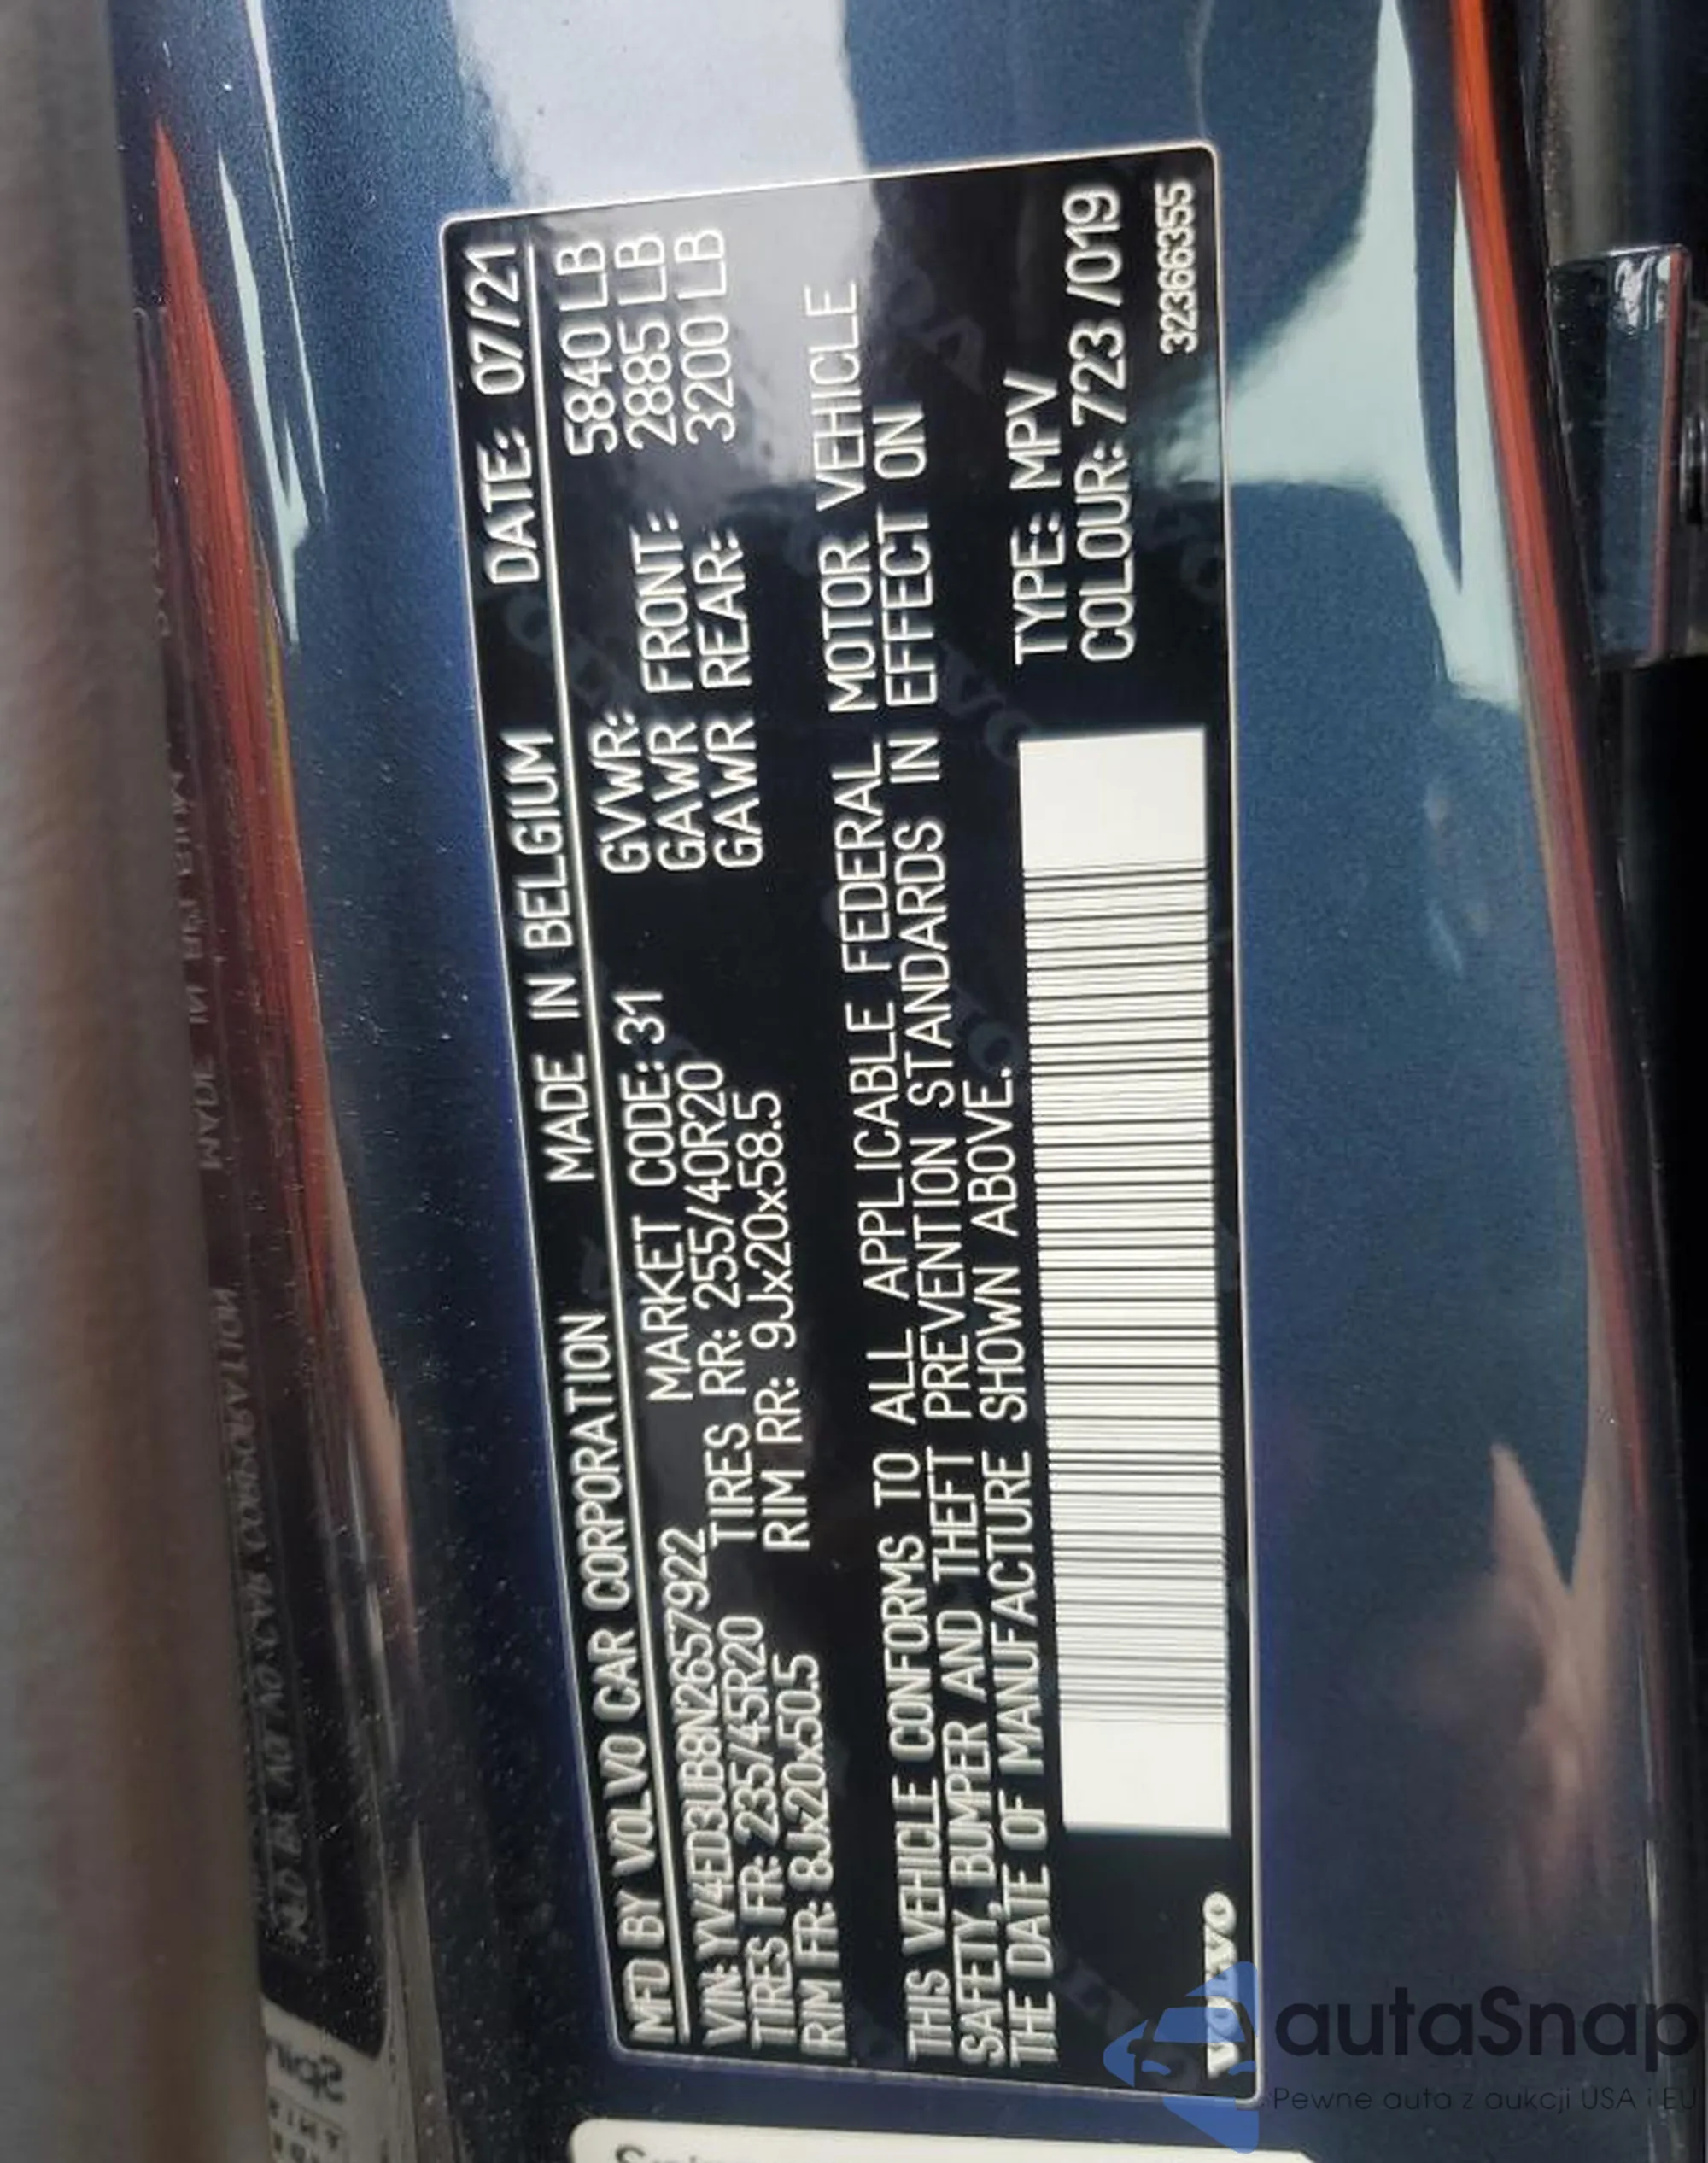 MFD BY VOLVO CAR CORPORATION MADE IN BELGIUM DATE: 07/21
VIN: YV4ED3UB8N2657922 MARKET CODE: 31 GVWR: 5840 LB
TIRES FR: 235/45R20 TIRES RR: 255/40R20 GAWR FRONT: 2885 LB
RIM FR: 8Jx20x50.5 RIM RR: 9Jx20x58.5 GAWR REAR: 3200 LB
THIS VEHICLE CONFORMS TO ALL APPLICABLE FEDERAL MOTOR VEHICLE
SAFETY, BUMPER AND THEFT PREVENTION STANDARDS IN EFFECT ON
THE DATE OF MANUFACTURE SHOWN ABOVE.
TYPE: MPV
COLOUR: 723 /019
VOLVO
32366355
autaSnap
Pewne auta z aukcji USA i EU